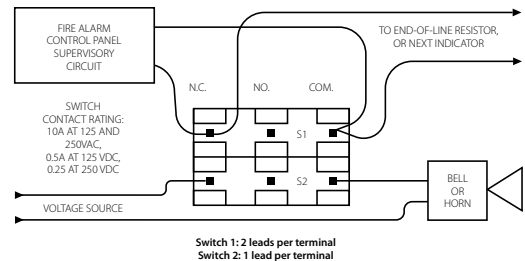 FIRE ALARM
CONTROL PANEL
SUPERVISORY
CIRCUIT
TO END-OF-LINE RESISTOR,
OR NEXT INDICATOR
N.C.
NO.
COM.
SWITCH
CONTACT RATING:
10A AT 125 AND
250VAC,
0.5A AT 125 VDC,
0.25 AT 250 VDC
S1
S2
BELL
OR
HORN
VOLTAGE SOURCE
Switch 1: 2 leads per terminal
Switch 2: 1 lead per terminal